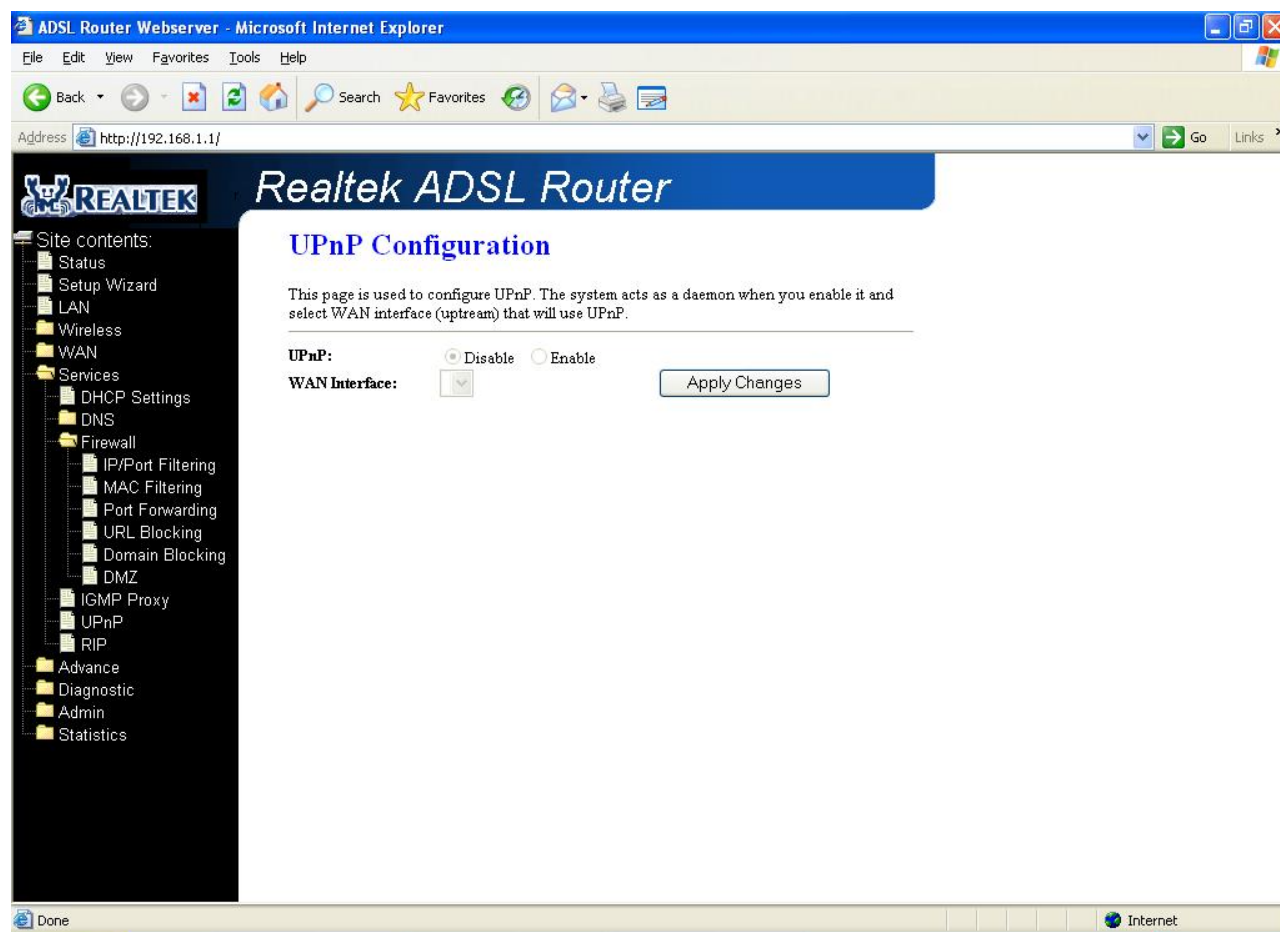 ADSL Router Webserver - Microsoft Internet Explorer
File Edit View Favorites Tools Help
Back Search Favorites
Address http://192.168.1.1/ Go Links
REALTEK
Realtek ADSL Router
Site contents:
Status
Setup Wizard
LAN
Wireless
WAN
Services
DHCP Settings
DNS
Firewall
IP/Port Filtering
MAC Filtering
Port Forwarding
URL Blocking
Domain Blocking
DMZ
IGMP Proxy
UPnP
RIP
Advance
Diagnostic
Admin
Statistics
UPnP Configuration
This page is used to configure UPnP. The system acts as a daemon when you enable it and
select WAN interface (uptream) that will use UPnP.
UPnP: Disable Enable
WAN Interface: Apply Changes
Done Internet